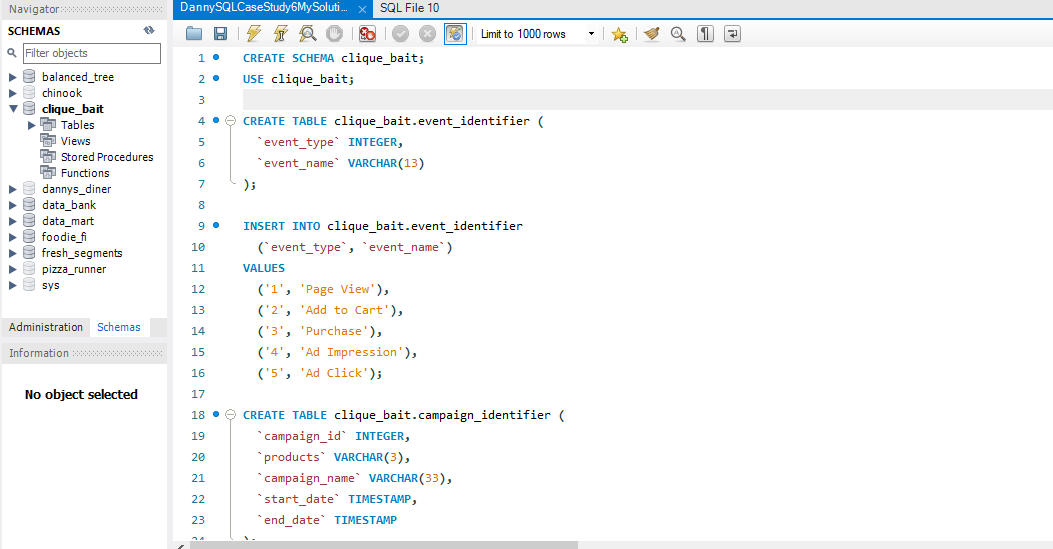 Navigator
SCHEMAS
Filter objects
balanced_tree
chinook
clique_bait
Tables
Views
Stored Procedures
Functions
dannys_diner
data_bank
data_mart
foodie_fi
fresh_segments
pizza_runner
sys
Administration Schemas
Information
No object selected
DannySQLCaseStudy6MySoluti... SQL File 10
Limit to 1000 rows
1 CREATE SCHEMA clique_bait;
2 USE clique_bait;
3
4 CREATE TABLE clique_bait.event_identifier (
5 `event_type` INTEGER,
6 `event_name` VARCHAR(13)
7 );
8
9 INSERT INTO clique_bait.event_identifier
10 (`event_type`, `event_name`)
11 VALUES
12 ('1', 'Page View'),
13 ('2', 'Add to Cart'),
14 ('3', 'Purchase'),
15 ('4', 'Ad Impression'),
16 ('5', 'Ad Click');
17
18 CREATE TABLE clique_bait.campaign_identifier (
19 `campaign_id` INTEGER,
20 `products` VARCHAR(3),
21 `campaign_name` VARCHAR(33),
22 `start_date` TIMESTAMP,
23 `end_date` TIMESTAMP